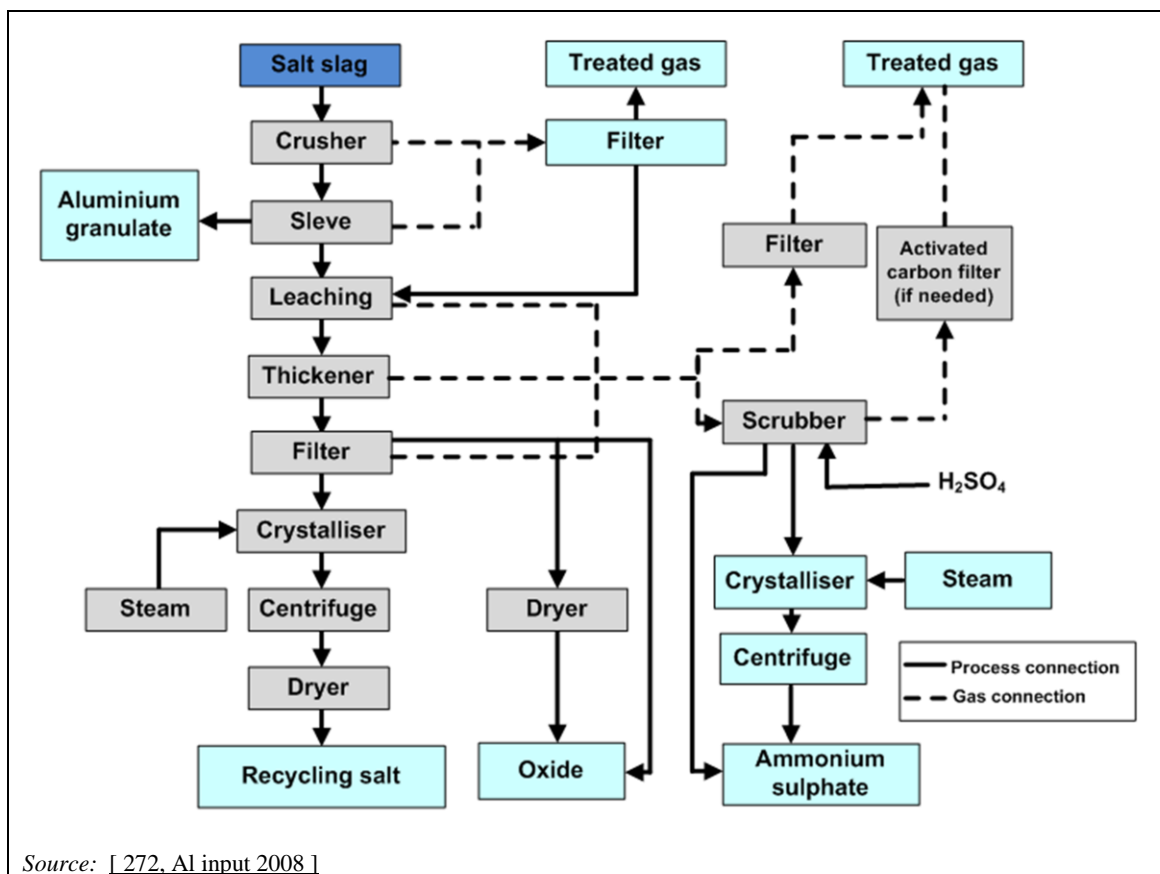 Salt slag
Treated gas
Treated gas
Crusher
Filter
Aluminium
granulate
Sleve
Filter
Activated
carbon filter
(if needed)
Leaching
Thickener
Scrubber
Filter
H₂SO₄
Crystalliser
Crystalliser
Steam
Steam
Centrifuge
Dryer
Centrifuge
Dryer
Process connection
Gas connection
Recycling salt
Oxide
Ammonium
sulphate
Source: [ 272, Al input 2008 ]